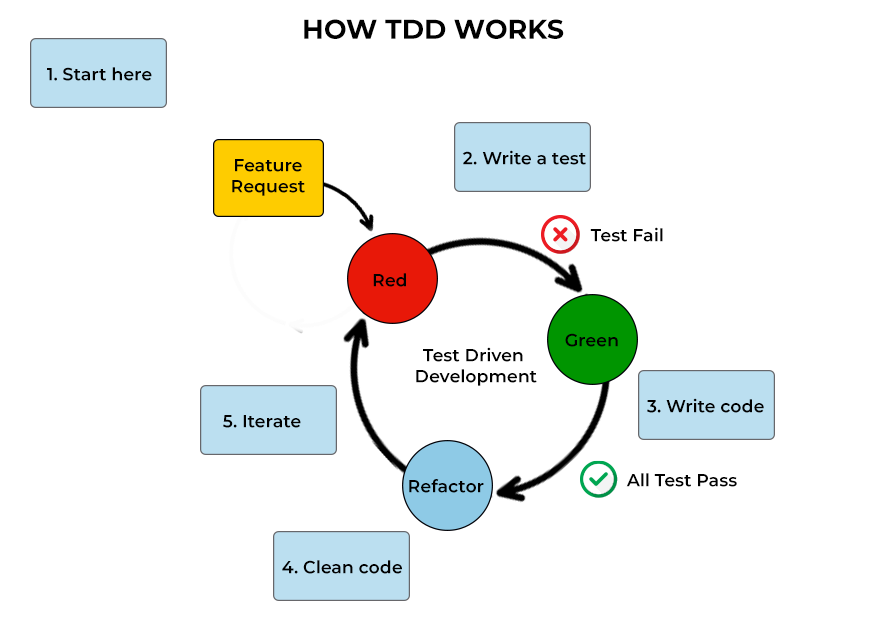 HOW TDD WORKS
1. Start here
Feature
Request
2. Write a test
Test Fail
Red
Green
Test Driven
Development
3. Write code
5. Iterate
All Test Pass
Refactor
4. Clean code